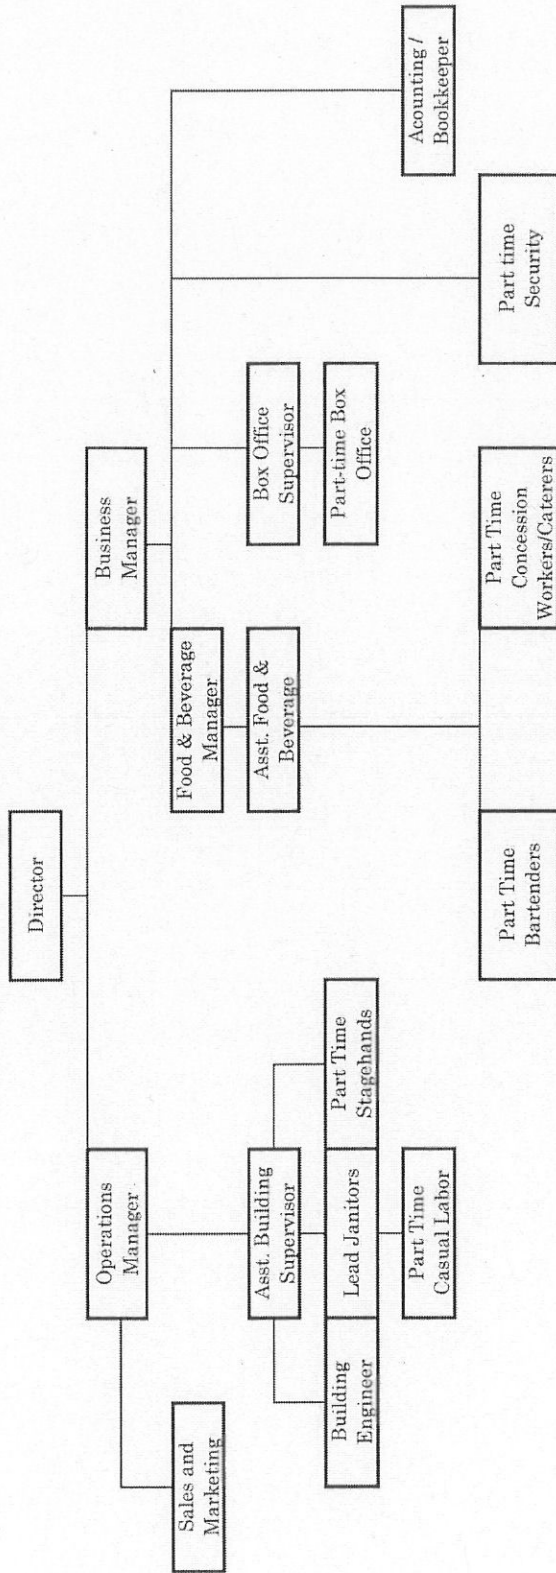 Director
Operations
Manager
Business
Manager
Sales and
Marketing
Food & Beverage
Manager
Asst. Building
Supervisor
Asst. Food &
Beverage
Box Office
Supervisor
Building
Engineer
Lead Janitors
Part Time
Stagehands
Part-time Box
Office
Part Time
Casual Labor
Acounting /
Bookkeeper
Part Time
Bartenders
Part Time
Concession
Workers/Caterers
Part time
Security